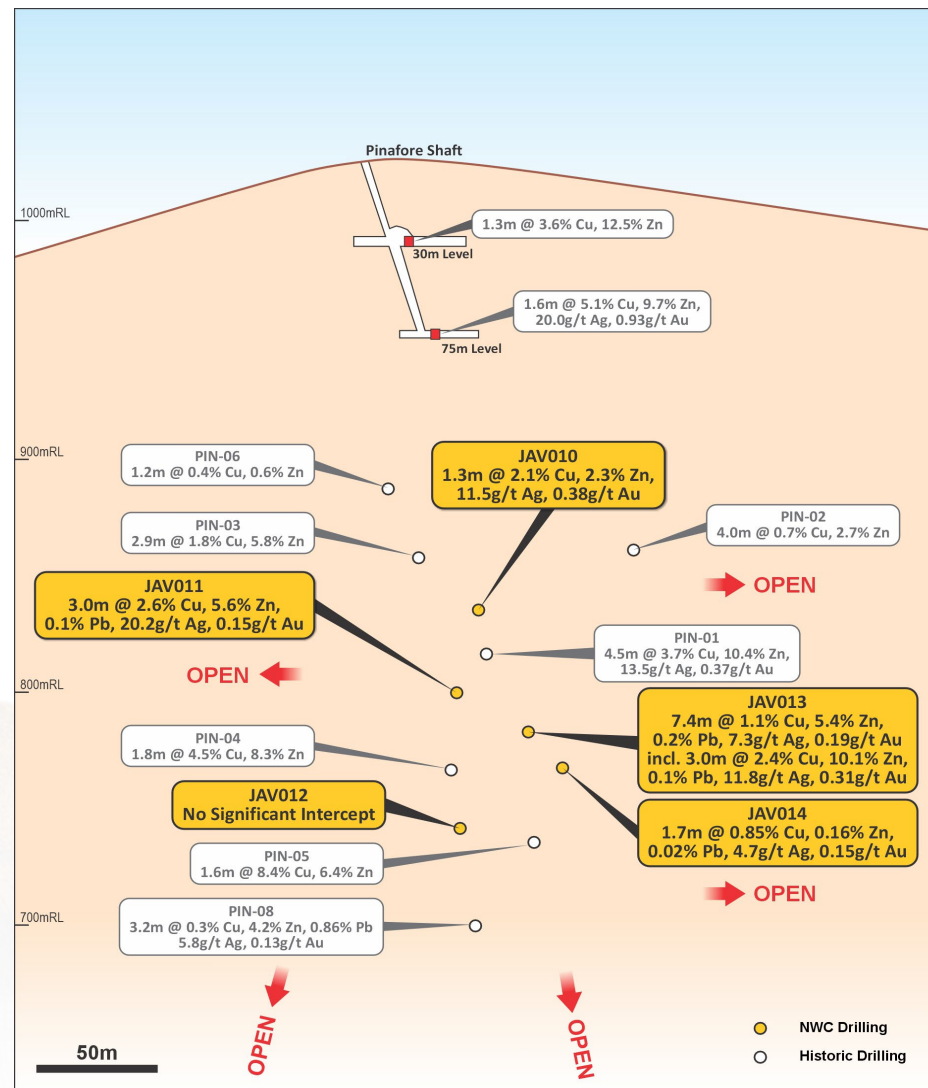 Pinafore Shaft
1000mRL
1.3m @ 3.6% Cu, 12.5% Zn
30m Level
1.6m @ 5.1% Cu, 9.7% Zn,
20.0g/t Ag, 0.93g/t Au
75m Level
900mRL
PIN-06
1.2m @ 0.4% Cu, 0.6% Zn
JAV010
1.3m @ 2.1% Cu, 2.3% Zn,
11.5g/t Ag, 0.38g/t Au
PIN-03
2.9m @ 1.8% Cu, 5.8% Zn
PIN-02
4.0m @ 0.7% Cu, 2.7% Zn
OPEN
JAV011
3.0m @ 2.6% Cu, 5.6% Zn,
0.1% Pb, 20.2g/t Ag, 0.15g/t Au
PIN-01
4.5m @ 3.7% Cu, 10.4% Zn,
13.5g/t Ag, 0.37g/t Au
OPEN
800mRL
JAV013
7.4m @ 1.1% Cu, 5.4% Zn,
0.2% Pb, 7.3g/t Ag, 0.19g/t Au
incl. 3.0m @ 2.4% Cu, 10.1% Zn,
0.1% Pb, 11.8g/t Ag, 0.31g/t Au
PIN-04
1.8m @ 4.5% Cu, 8.3% Zn
JAV012
No Significant Intercept
JAV014
1.7m @ 0.85% Cu, 0.16% Zn,
0.02% Pb, 4.7g/t Ag, 0.15g/t Au
PIN-05
1.6m @ 8.4% Cu, 6.4% Zn
OPEN
PIN-08
3.2m @ 0.3% Cu, 4.2% Zn, 0.86% Pb
5.8g/t Ag, 0.13g/t Au
700mRL
OPEN
OPEN
NWC Drilling
Historic Drilling
50m